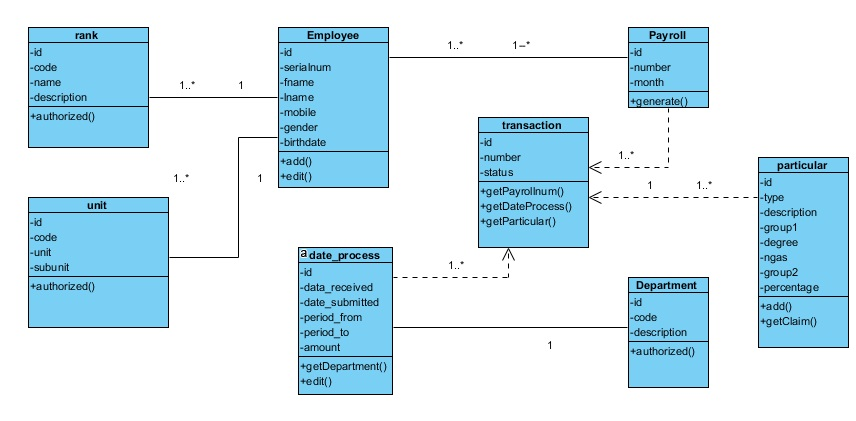 rank
-id
-code
-name
-description
+authorized()
1..*
1
Employee
-id
-serialnum
-fname
-lname
-mobile
-gender
-birthdate
+add()
+edit()
1..*
1–*
Payroll
-id
-number
-month
+generate()
transaction
-id
-number
-status
+getPayrollnum()
+getDateProcess()
+getParticular()
1..*
1
1..*
particular
-id
-type
-description
-group1
-degree
-ngas
-group2
-percentage
+add()
+getClaim()
1..*
1
unit
-id
-code
-unit
-subunit
+authorized()
a date_process
-id
-data_received
-date_submitted
-period_from
-period_to
-amount
+getDepartment()
+edit()
1..*
1
Department
-id
-code
-description
+authorized()